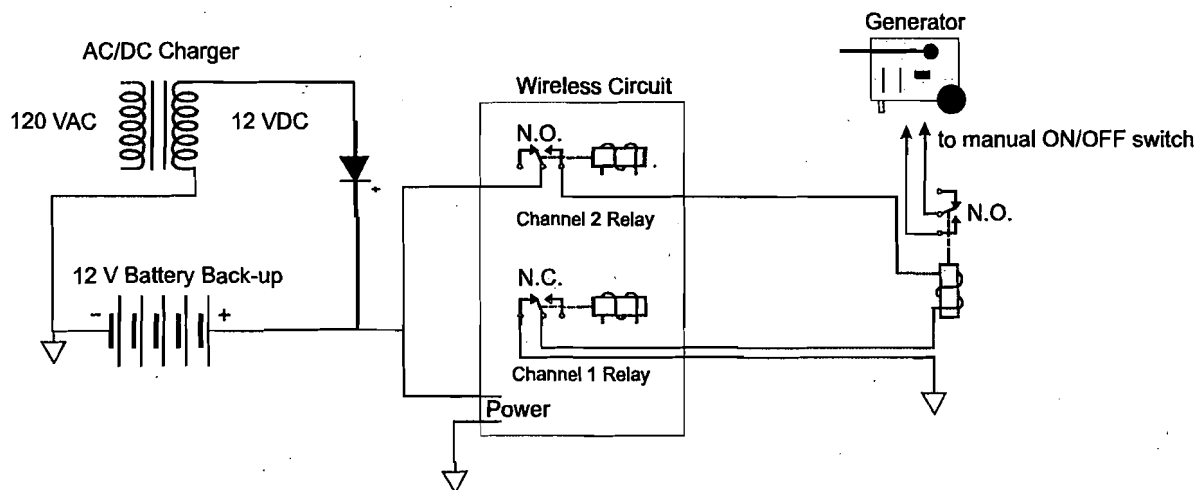 Generator
AC/DC Charger
Wireless Circuit
120 VAC
12 VDC
N.O.
to manual ON/OFF switch
+
N.O.
Channel 2 Relay
12 V Battery Back-up
N.C.
− +
Channel 1 Relay
Power